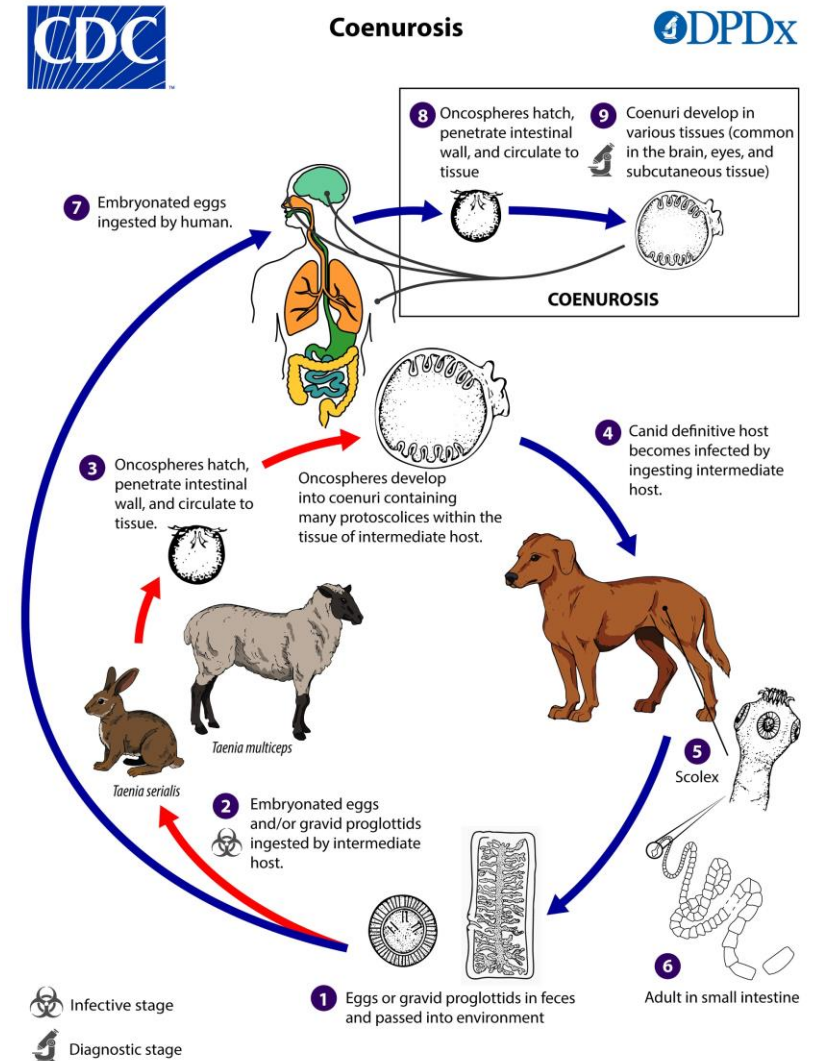 CDC
TM
Coenurosis
DPDx
8 Oncospheres hatch,
penetrate intestinal
wall, and circulate to
tissue
9 Coenuri develop in
various tissues (common
in the brain, eyes, and
subcutaneous tissue)
COENUROSIS
7 Embryonated eggs
ingested by human.
3 Oncospheres hatch,
penetrate intestinal
wall, and circulate to
tissue.
Oncospheres develop
into coenuri containing
many protoscolices within the
tissue of intermediate host.
4 Canid definitive host
becomes infected by
ingesting intermediate
host.
Taenia multiceps
Taenia serialis
5
Scolex
2 Embryonated eggs
and/or gravid proglottids
ingested by intermediate
host.
6
Adult in small intestine
1 Eggs or gravid proglottids in feces
and passed into environment
Infective stage
Diagnostic stage